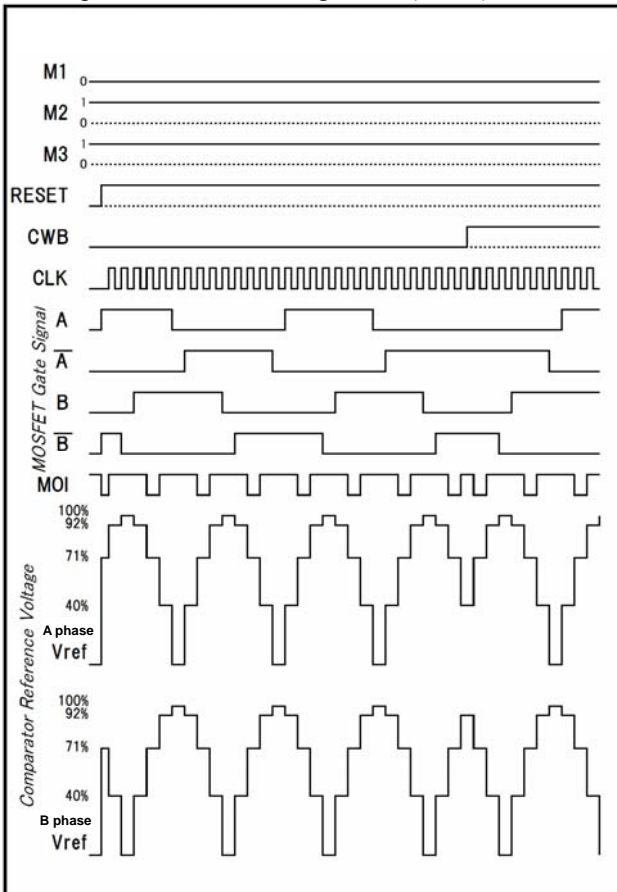 M1 0
1
M2
0
1
M3
0
RESET
CWB
CLK
MOSFET Gate Signal
A
A
B
B
MOI
Comparator Reference Voltage
100%
92%
71%
40%
A phase
Vref
100%
92%
71%
40%
B phase
Vref